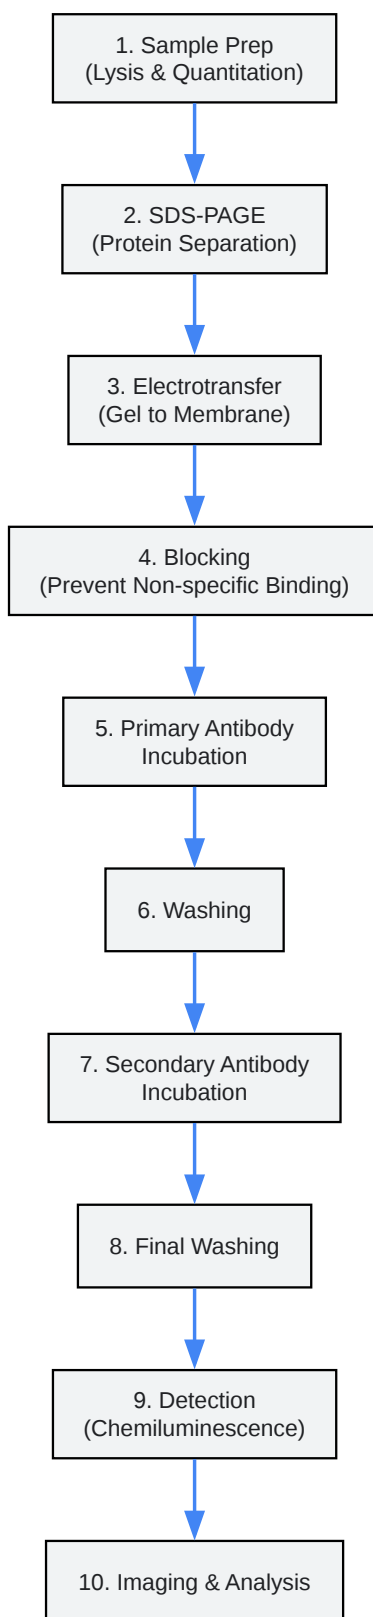 1. Sample Prep
(Lysis & Quantitation)
2. SDS-PAGE
(Protein Separation)
3. Electrotransfer
(Gel to Membrane)
4. Blocking
(Prevent Non-specific Binding)
5. Primary Antibody
Incubation
6. Washing
7. Secondary Antibody
Incubation
8. Final Washing
9. Detection
(Chemiluminescence)
10. Imaging & Analysis